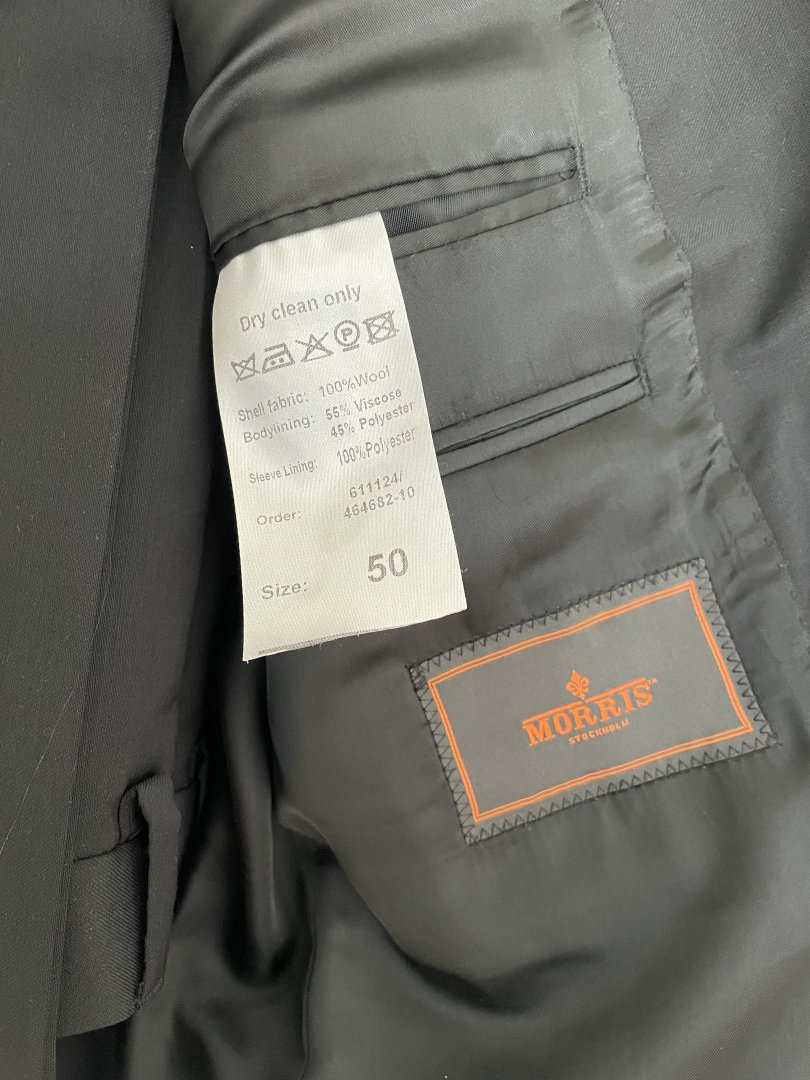 Dry clean only
P
Shell fabric: 100%Wool
Bodylining: 55% Viscose
45% Polyester
Sleeve Lining: 100%Polyester
611124/
Order: 464682-10
Size: 50
MORRIS™
STOCKHOLM